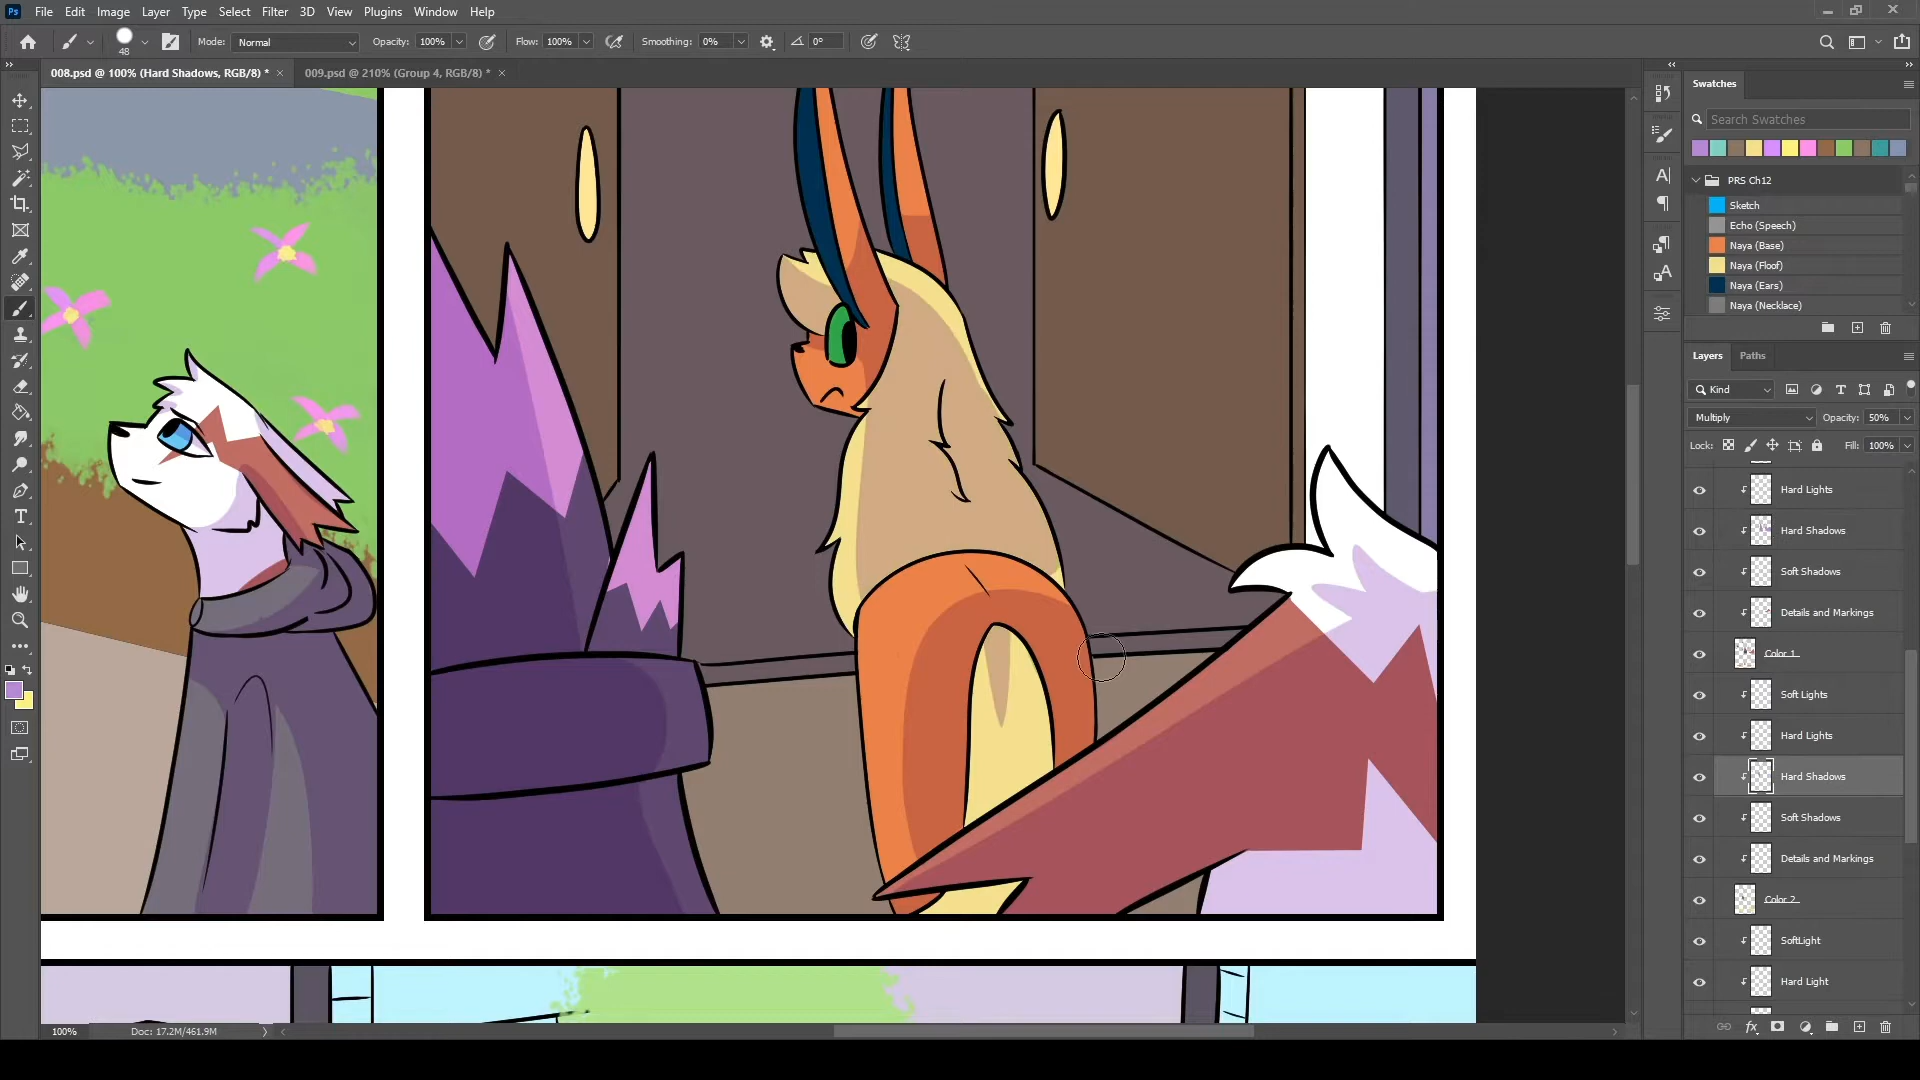 Ps File Edit Image Layer Type Select Filter 3D View Plugins Window Help
48 Mode: Normal Opacity: 100% Flow: 100% Smoothing: 0% 0°
008.psd @ 100% (Hard Shadows, RGB/8) * × 009.psd @ 210% (Group 4, RGB/8) * ×
Swatches
Search Swatches
PRS Ch12
Sketch
Echo (Speech)
Naya (Base)
Naya (Floof)
Naya (Ears)
Naya (Necklace)
Layers Paths
Kind
Multiply Opacity: 50%
Lock: Fill: 100%
Hard Lights
Hard Shadows
Soft Shadows
Details and Markings
Color 1
Soft Lights
Hard Lights
Hard Shadows
Soft Shadows
Details and Markings
Color 2
SoftLight
Hard Light
100% Doc: 17.2M/461.9M